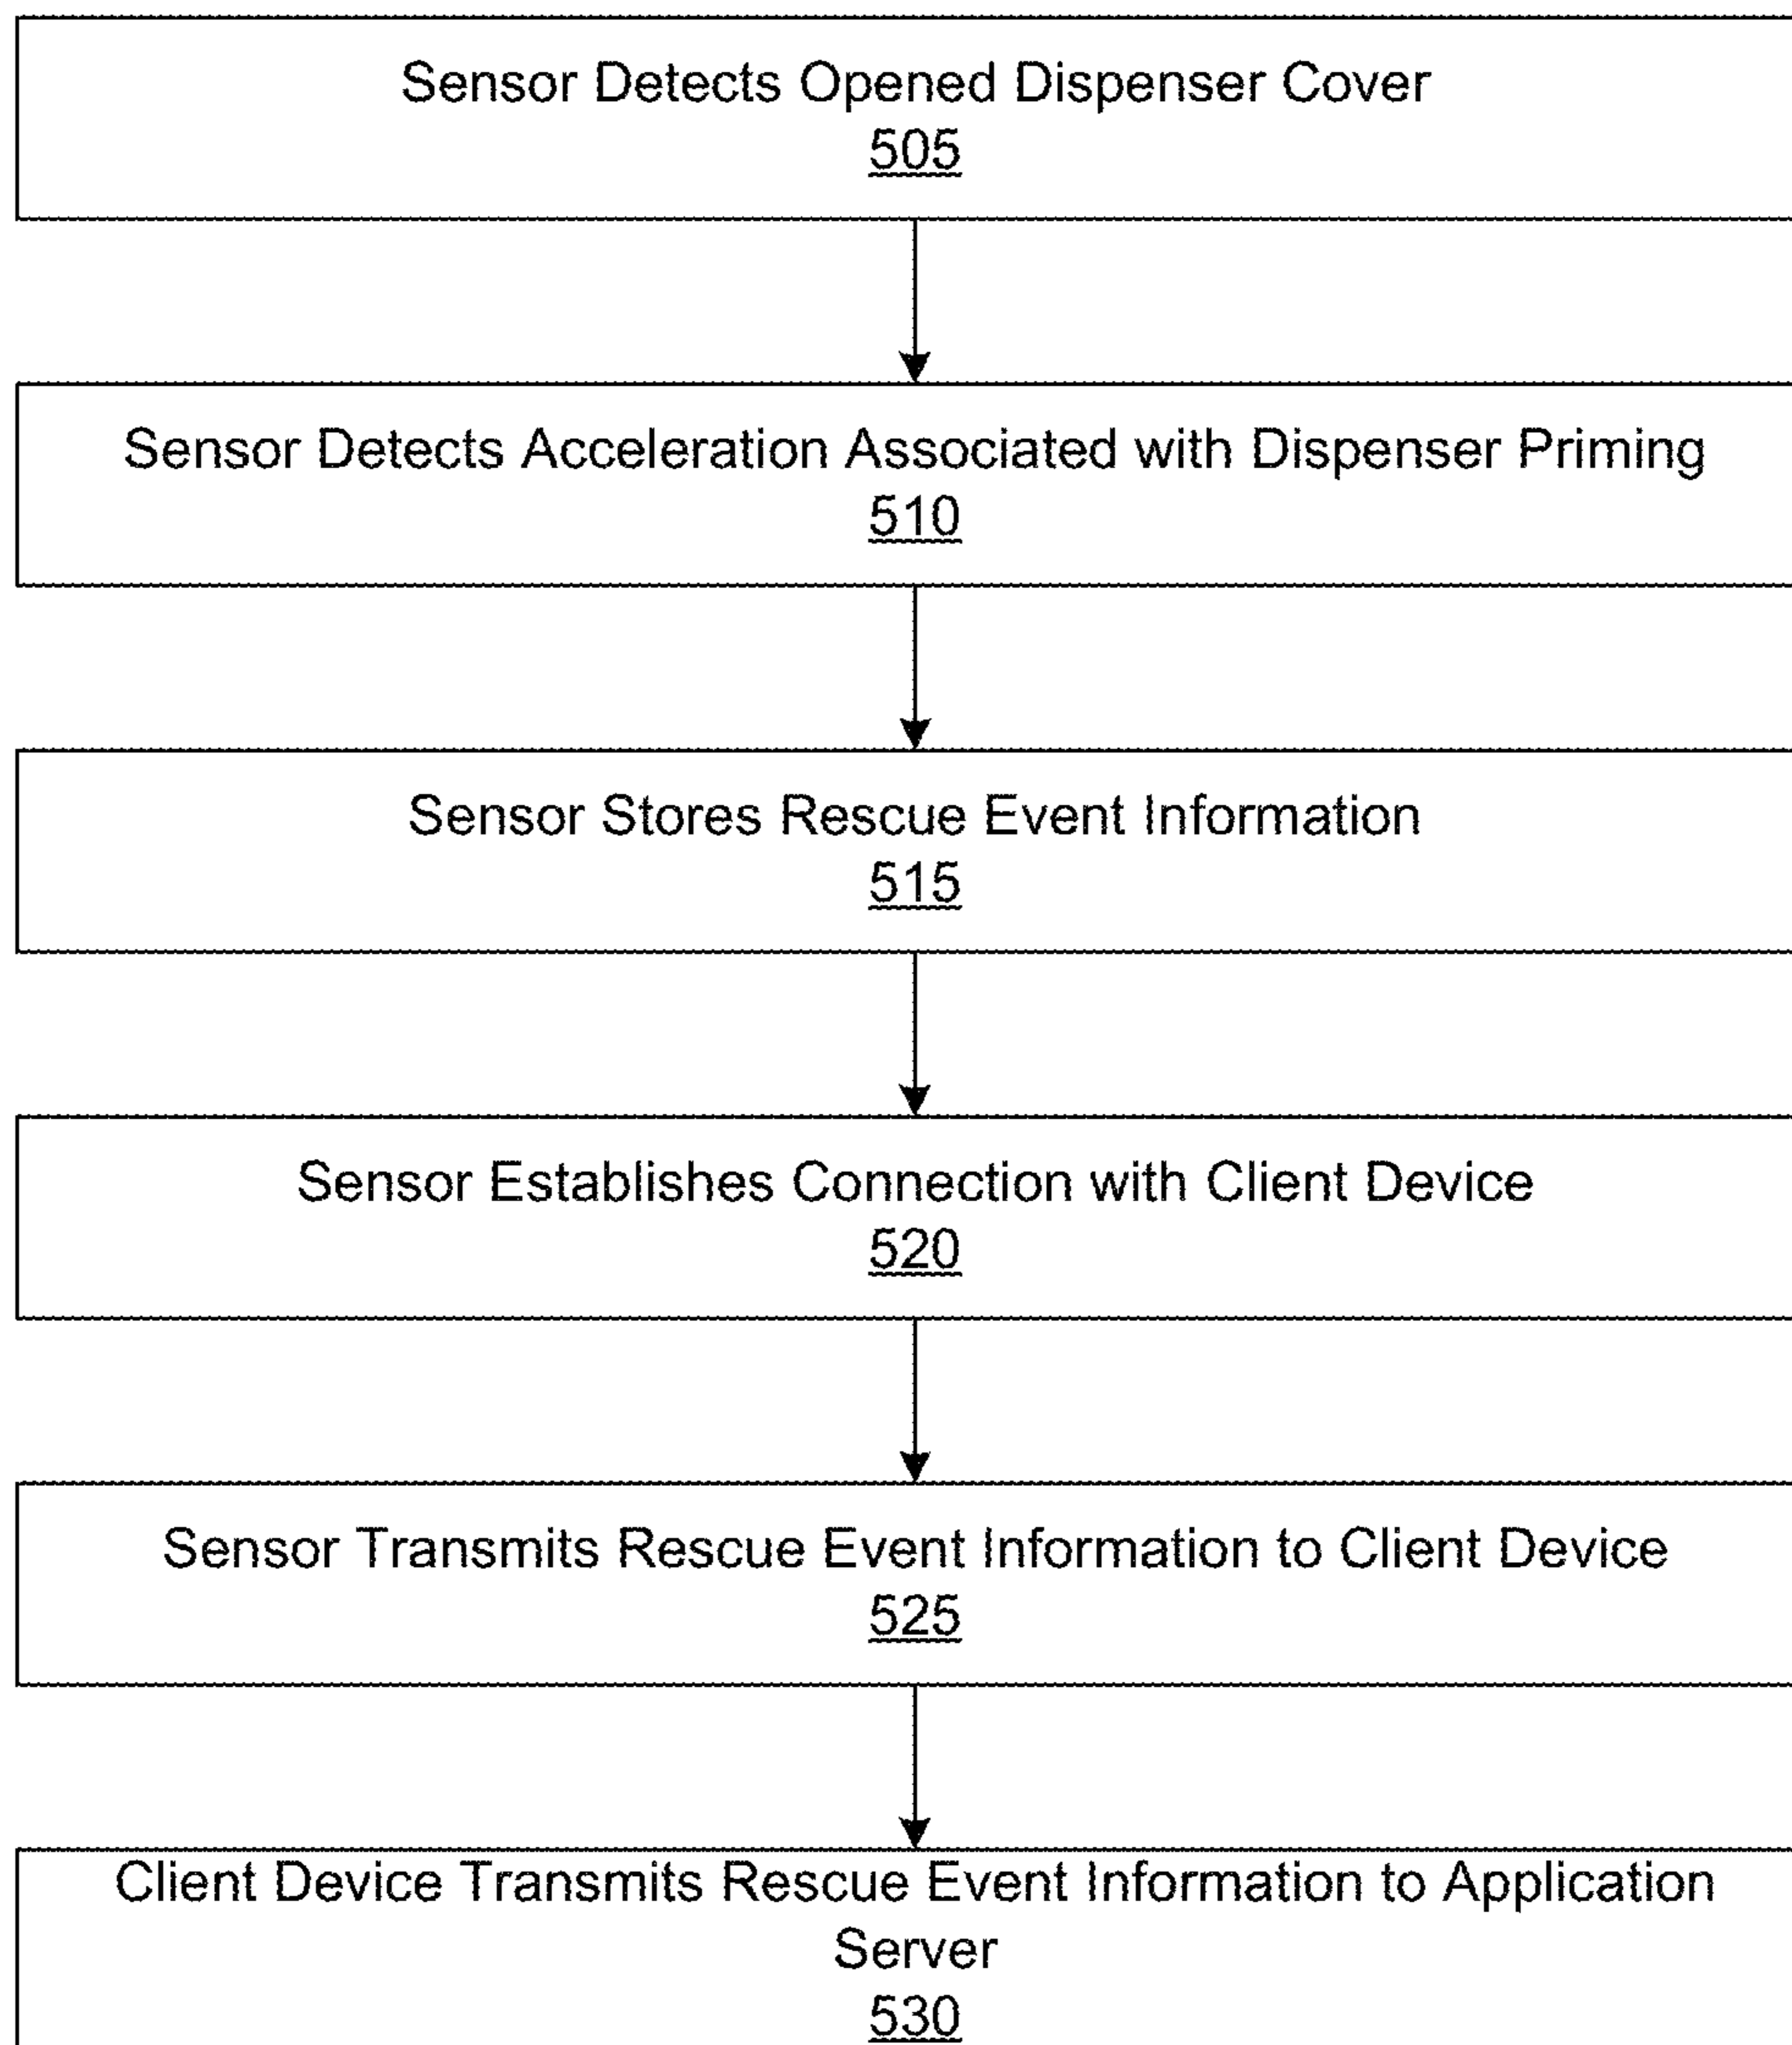 Sensor Detects Opened Dispenser Cover
505
Sensor Detects Acceleration Associated with Dispenser Priming
510
Sensor Stores Rescue Event Information
515
Sensor Establishes Connection with Client Device
520
Sensor Transmits Rescue Event Information to Client Device
525
Client Device Transmits Rescue Event Information to Application
Server
530